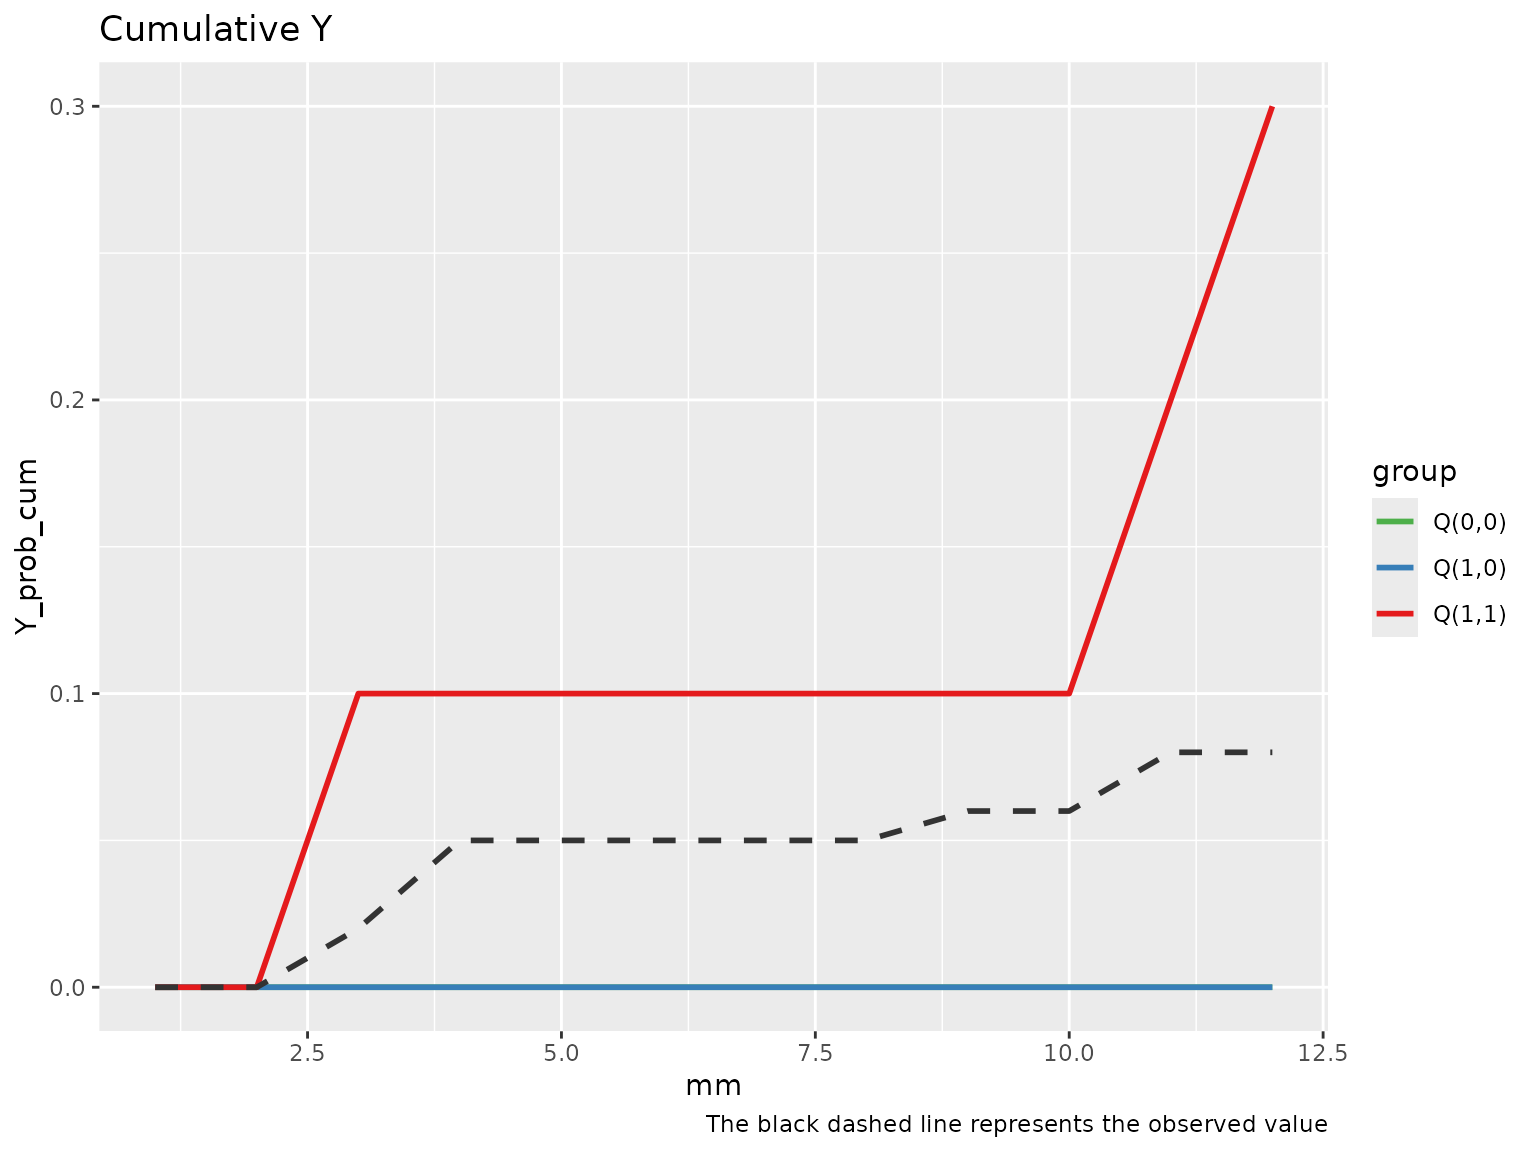 Cumulative Y
Y_prob_cum
0.3
0.2
0.1
0.0
2.5 5.0 7.5 10.0 12.5
mm
group
Q(0,0)
Q(1,0)
Q(1,1)
The black dashed line represents the observed value